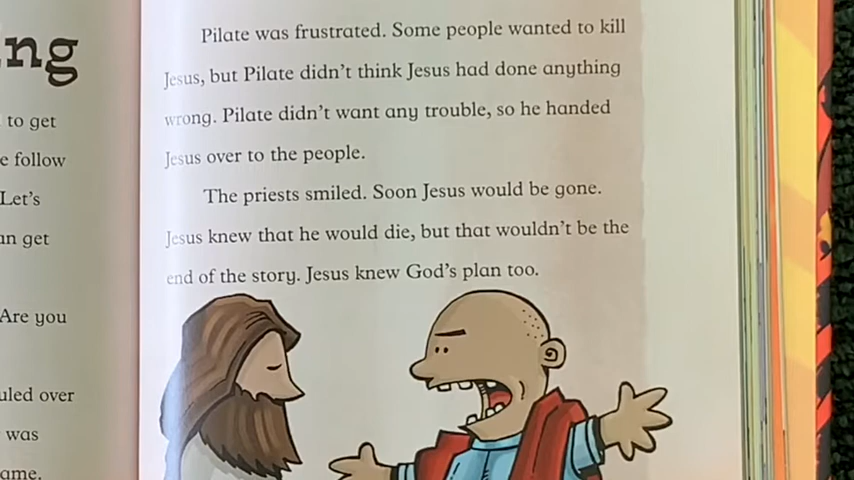 ng
to get
e follow
Let's
an get
Are you
uled over
was
ame.
Pilate was frustrated. Some people wanted to kill
Jesus, but Pilate didn't think Jesus had done anything
wrong. Pilate didn't want any trouble, so he handed
Jesus over to the people.
The priests smiled. Soon Jesus would be gone.
Jesus knew that he would die, but that wouldn't be the
end of the story. Jesus knew God's plan too.